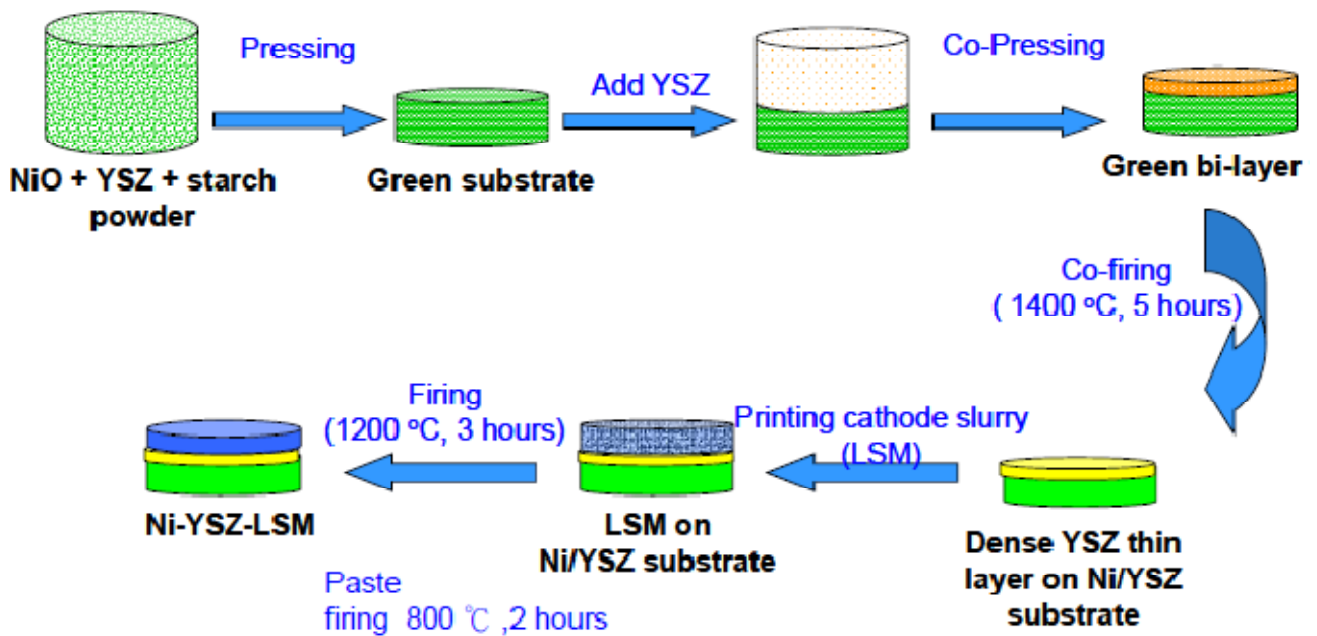 Pressing
NiO + YSZ + starch
powder
Green substrate
Add YSZ
Co-Pressing
Green bi-layer
Co-firing
( 1400 ºC, 5 hours)
Dense YSZ thin
layer on Ni/YSZ
substrate
Printing cathode slurry
(LSM)
LSM on
Ni/YSZ substrate
Firing
(1200 ºC, 3 hours)
Ni-YSZ-LSM
Paste
firing 800 ℃ ,2 hours